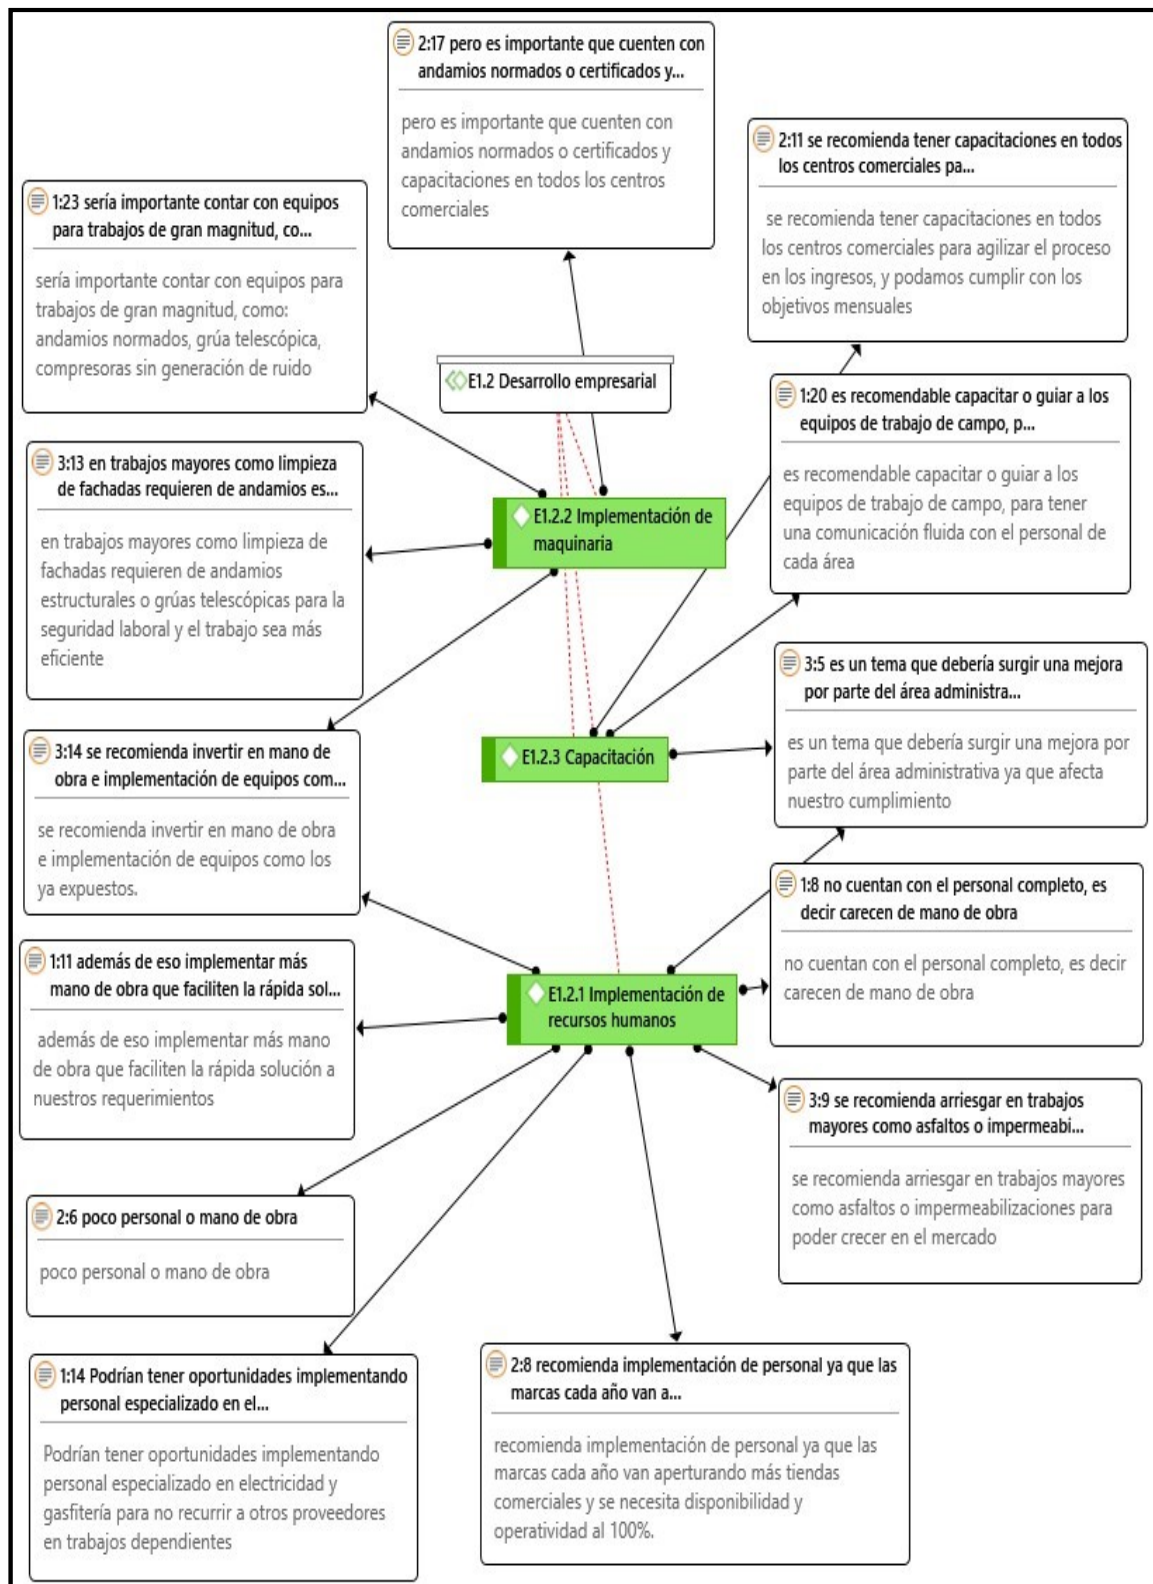 2:17 pero es importante que cuenten con
andamios normados o certificados y...
pero es importante que cuenten con
andamios normados o certificados y
capacitaciones en todos los centros
comerciales
2:11 se recomienda tener capacitaciones en todos
los centros comerciales pa...
se recomienda tener capacitaciones en todos
los centros comerciales para agilizar el proceso
en los ingresos, y podamos cumplir con los
objetivos mensuales
1:23 sería importante contar con equipos
para trabajos de gran magnitud, co...
sería importante contar con equipos para
trabajos de gran magnitud, como:
andamios normados, grúa telescópica,
compresoras sin generación de ruido
E1.2 Desarrollo empresarial
1:20 es recomendable capacitar o guiar a los
equipos de trabajo de campo, p...
es recomendable capacitar o guiar a los
equipos de trabajo de campo, para tener
una comunicación fluida con el personal de
cada área
3:13 en trabajos mayores como limpieza
de fachadas requieren de andamios es...
en trabajos mayores como limpieza de
fachadas requieren de andamios
estructurales o grúas telescópicas para la
seguridad laboral y el trabajo sea más
eficiente
E1.2.2 Implementación de
maquinaria
3:5 es un tema que debería surgir una mejora
por parte del área administra...
es un tema que debería surgir una mejora por
parte del área administrativa ya que afecta
nuestro cumplimiento
3:14 se recomienda invertir en mano de
obra e implementación de equipos com...
se recomienda invertir en mano de obra
e implementación de equipos como los
ya expuestos.
E1.2.3 Capacitación
1:8 no cuentan con el personal completo, es
decir carecen de mano de obra
no cuentan con el personal completo, es decir
carecen de mano de obra
1:11 además de eso implementar más
mano de obra que faciliten la rápida sol...
además de eso implementar más mano
de obra que faciliten la rápida solución a
nuestros requerimientos
E1.2.1 Implementación de
recursos humanos
3:9 se recomienda arriesgar en trabajos
mayores como asfaltos o impermeabi...
se recomienda arriesgar en trabajos mayores
como asfaltos o impermeabilizaciones para
poder crecer en el mercado
2:6 poco personal o mano de obra
poco personal o mano de obra
1:14 Podrían tener oportunidades implementando
personal especializado en el...
Podrían tener oportunidades implementando
personal especializado en electricidad y
gasfitería para no recurrir a otros proveedores
en trabajos dependientes
2:8 recomienda implementación de personal ya que las
marcas cada año van a...
recomienda implementación de personal ya que las
marcas cada año van aperturando más tiendas
comerciales y se necesita disponibilidad y
operatividad al 100%.